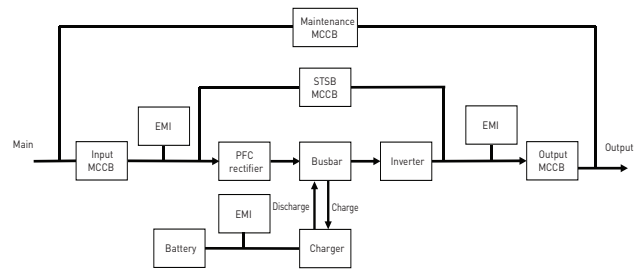 Maintenance
MCCB
STSB
MCCB
EMI
EMI
Main
Input
MCCB
PFC
rectifier
Busbar
Inverter
Output
MCCB
Output
Discharge
Charge
EMI
Battery
Charger